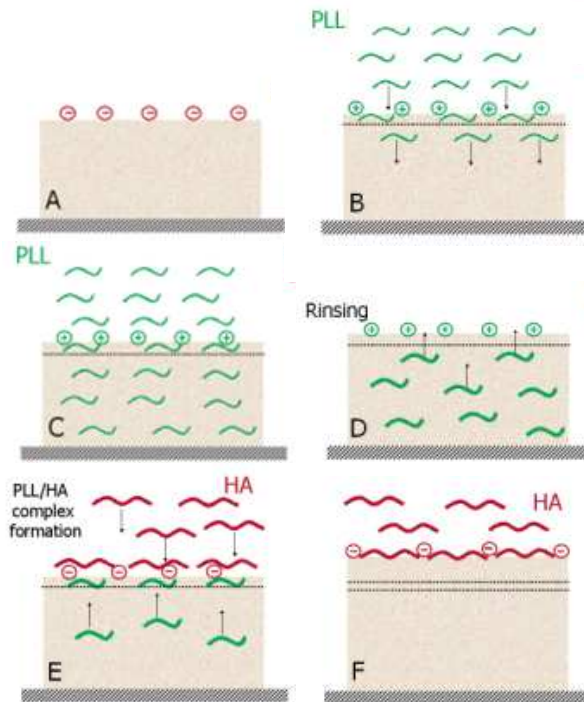 A
PLL
B
PLL
C
Rinsing
D
PLL/HA
complex
formation
HA
E
HA
F